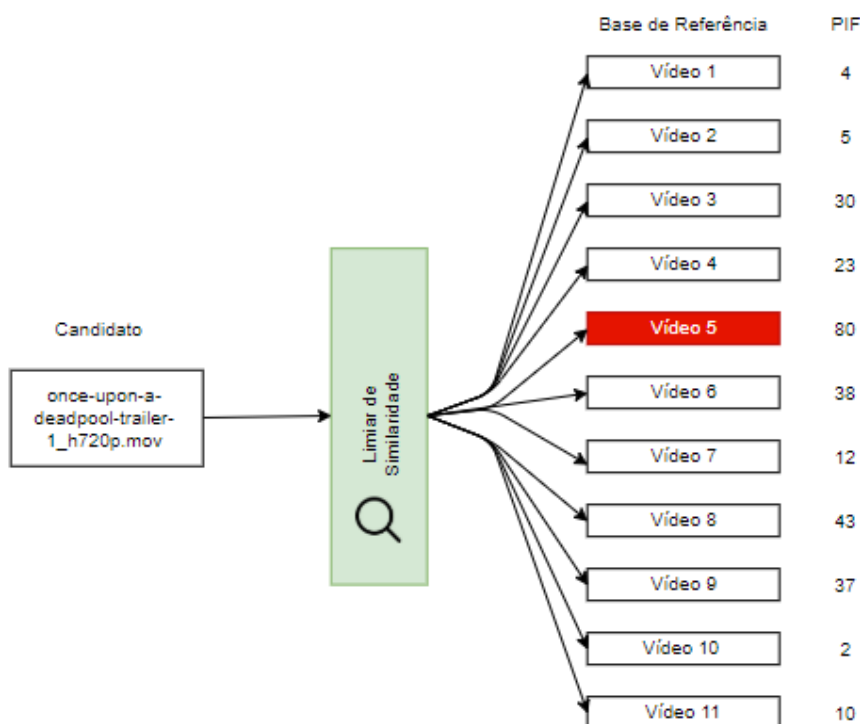 Base de Referência PIF
Vídeo 1 4
Vídeo 2 5
Vídeo 3 30
Vídeo 4 23
Candidato
once-upon-a-
deadpool-trailer-
1_h720p.mov
Limiar de
Similaridade
Vídeo 5 80
Vídeo 6 38
Vídeo 7 12
Vídeo 8 43
Vídeo 9 37
Vídeo 10 2
Vídeo 11 10